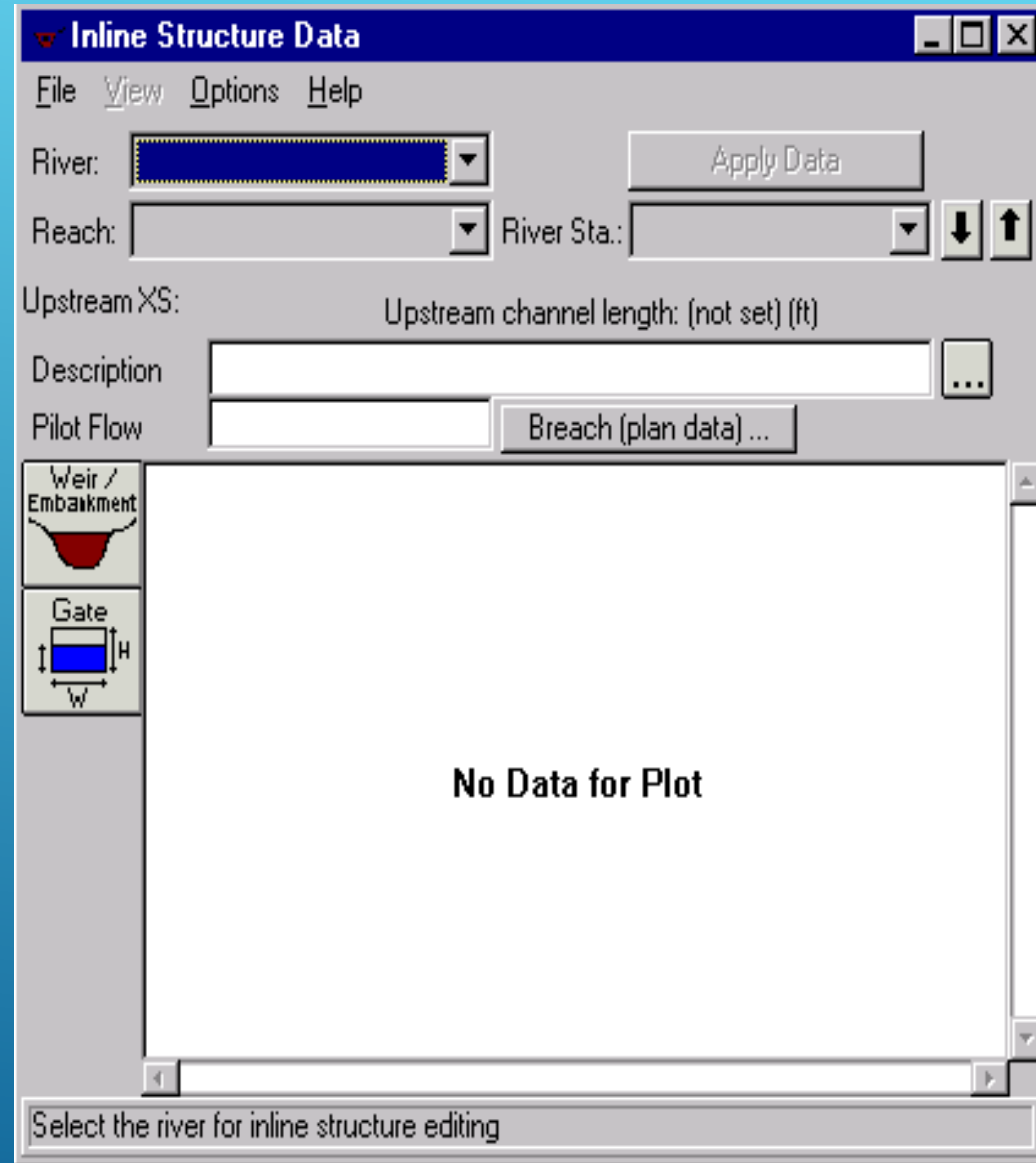 Inline Structure Data
File View Options Help
River:
Apply Data
Reach:
River Sta.:
Upstream XS:
Upstream channel length: (not set) (ft)
Description
...
Pilot Flow
Breach (plan data) ...
Weir /
Embankment
Gate
H
W
No Data for Plot
Select the river for inline structure editing